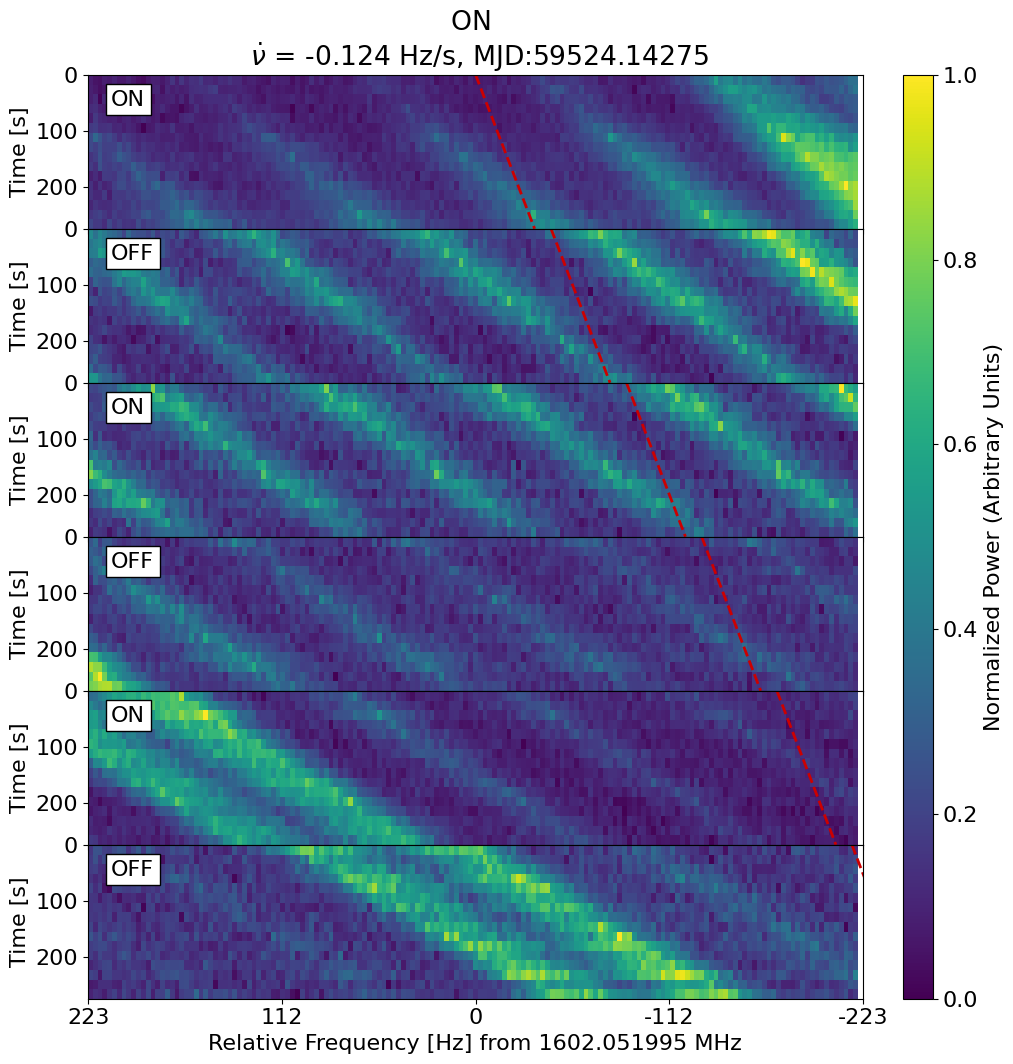 ON
ν̇ = -0.124 Hz/s, MJD:59524.14275
Time [s]
0
100
200
ON
Time [s]
0
100
200
OFF
Time [s]
0
100
200
ON
Time [s]
0
100
200
OFF
Time [s]
0
100
200
ON
Time [s]
0
100
200
OFF
223
112
0
-112
-223
Relative Frequency [Hz] from 1602.051995 MHz
1.0
0.8
0.6
0.4
0.2
0.0
Normalized Power (Arbitrary Units)